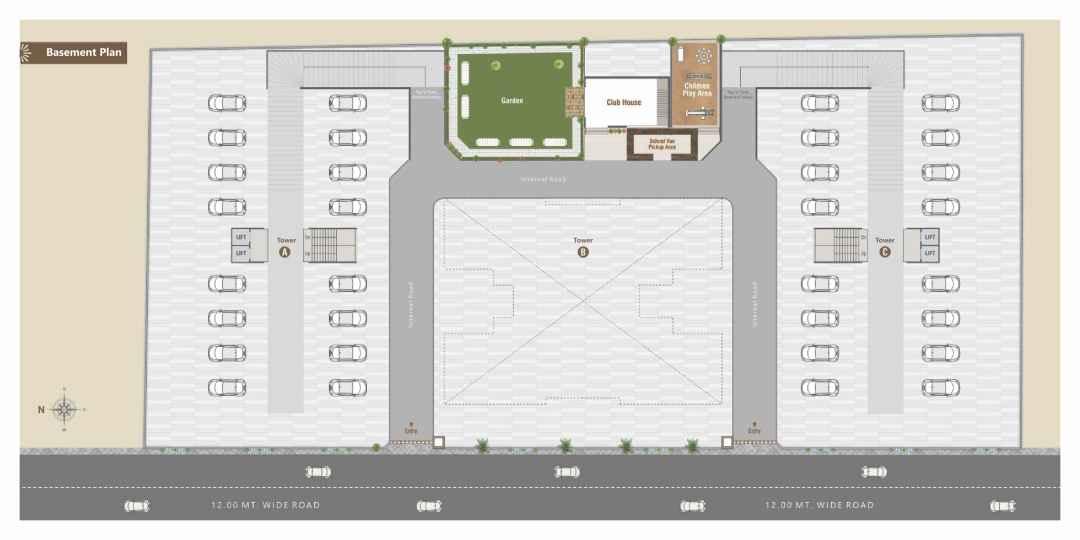 Basement Plan
Garden
Club House
Children
Play Area
School Van
Pickup Area
Internal Road
LIFT
LIFT
Tower
A
Tower
B
Tower
C
LIFT
LIFT
Internal Road
Internal Road
N
Entry
Entry
12.00 MT. WIDE ROAD
12.00 MT. WIDE ROAD